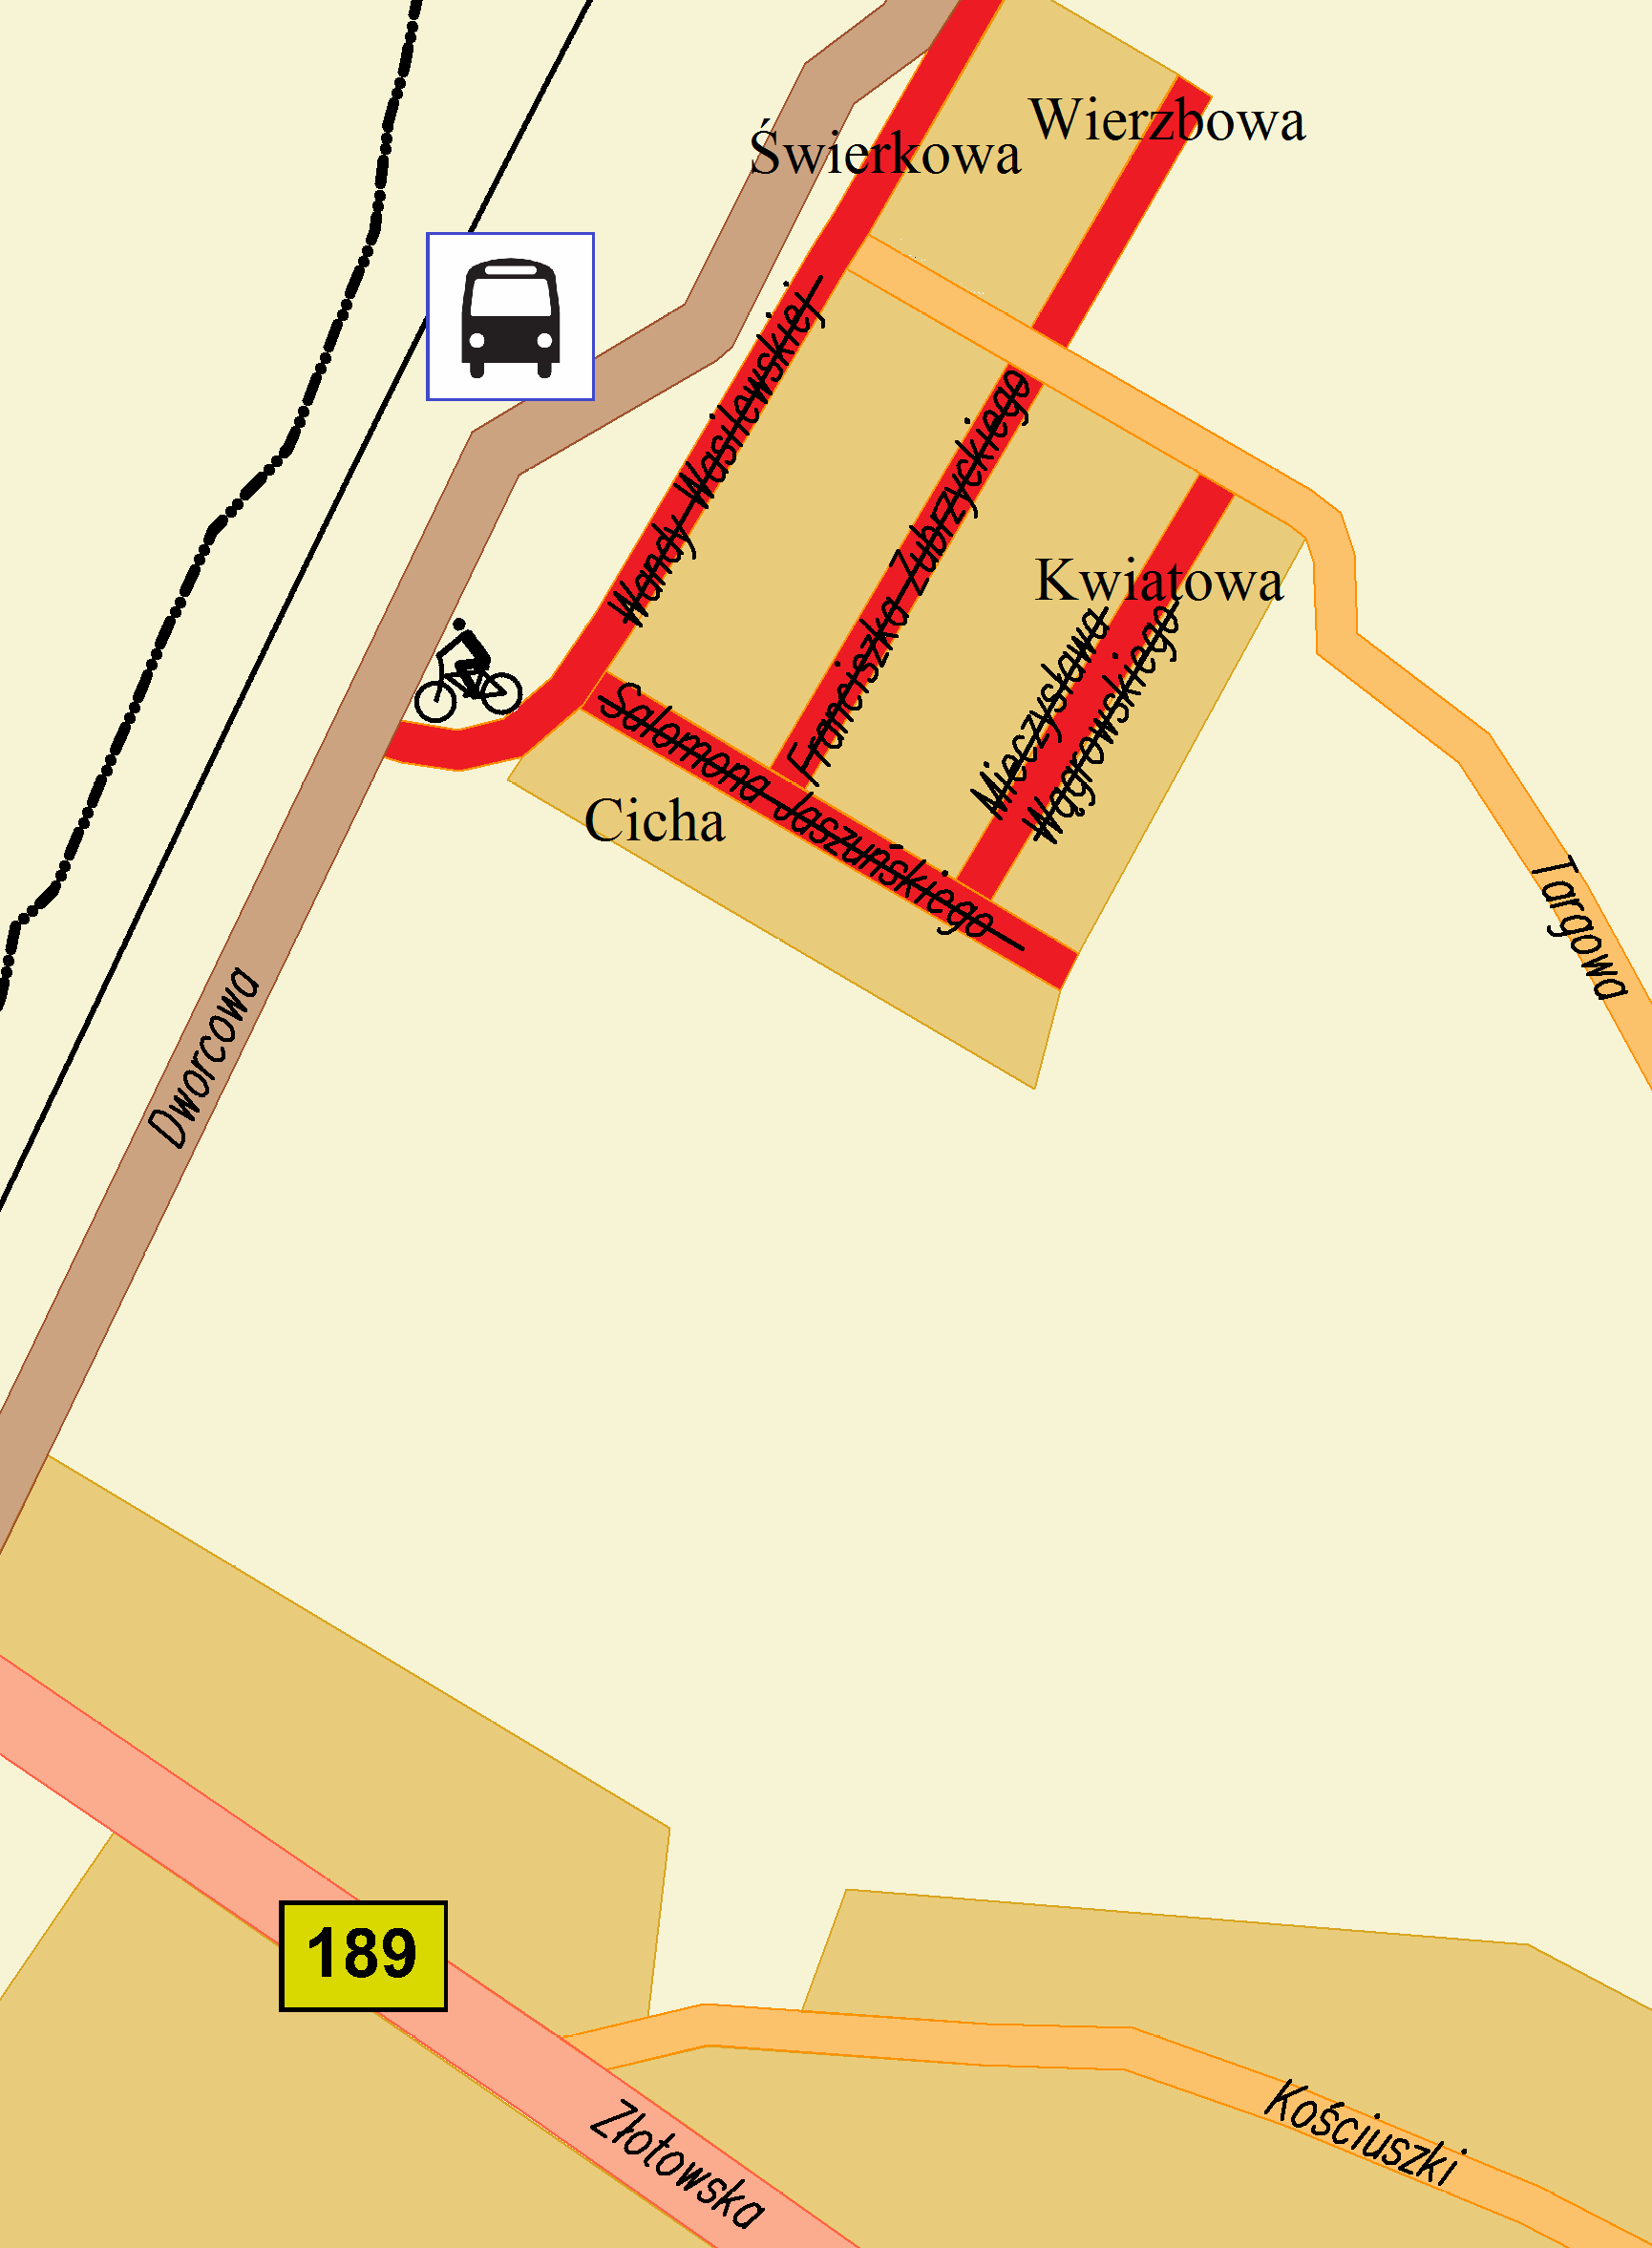 Wierzbowa
Świerkowa
Wandy Wasilewskiej
Franciszka Zubrzyckiego
Kwiatowa
Mieczysława
Wągrowskiego
Salomona Jaszuńskiego
Cicha
Targowa
Dworcowa
189
Złotowska
Kościuszki